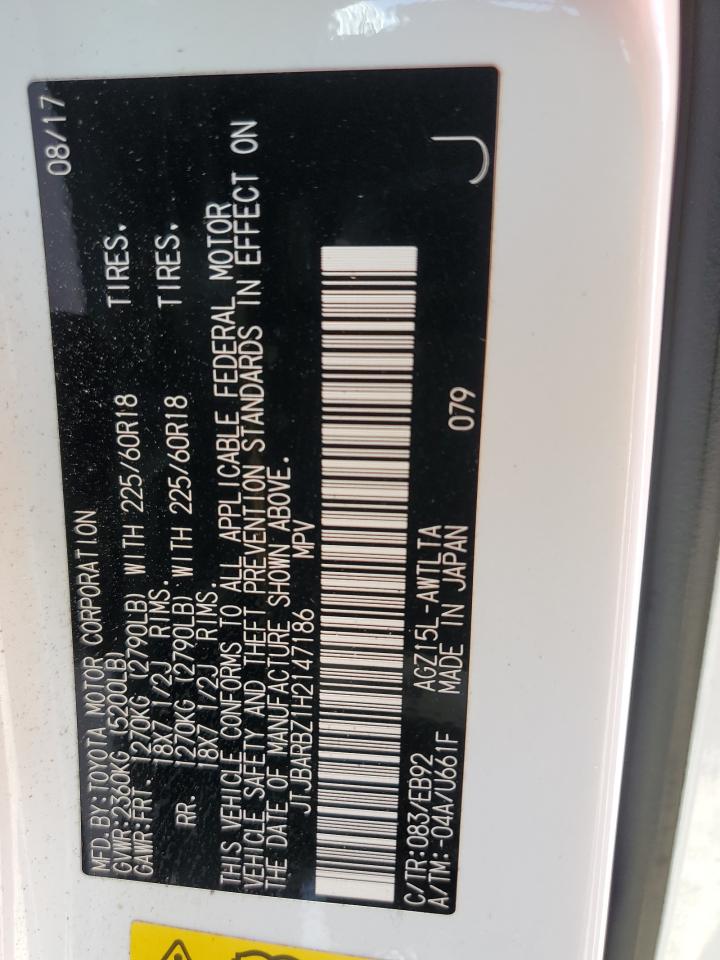 MFD.BY:TOYOTA MOTOR CORPORATION 08/17
GVWR:2360KG (5200LB)
GAWR:FRT. 1270KG (2790LB) WITH 225/60R18 TIRES.
18X7 1/2J RIMS.
RR. 1270KG (2790LB) WITH 225/60R18 TIRES.
18X7 1/2J RIMS.
THIS VEHICLE CONFORMS TO ALL APPLICABLE FEDERAL MOTOR
VEHICLE SAFETY AND THEFT PREVENTION STANDARDS IN EFFECT ON
THE DATE OF MANUFACTURE SHOWN ABOVE.
JTJBARBZ1H2147186 MPV
C/TR:083/EB92 AGZ15L-AWTLTA 079 J
A/TM:-04A/U661F MADE IN JAPAN